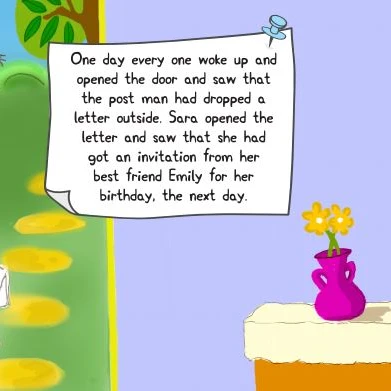 One day every one woke up and
opened the door and saw that
the post man had dropped a
letter outside. Sara opened the
letter and saw that she had
got an invitation from her
best friend Emily for her
birthday, the next day.